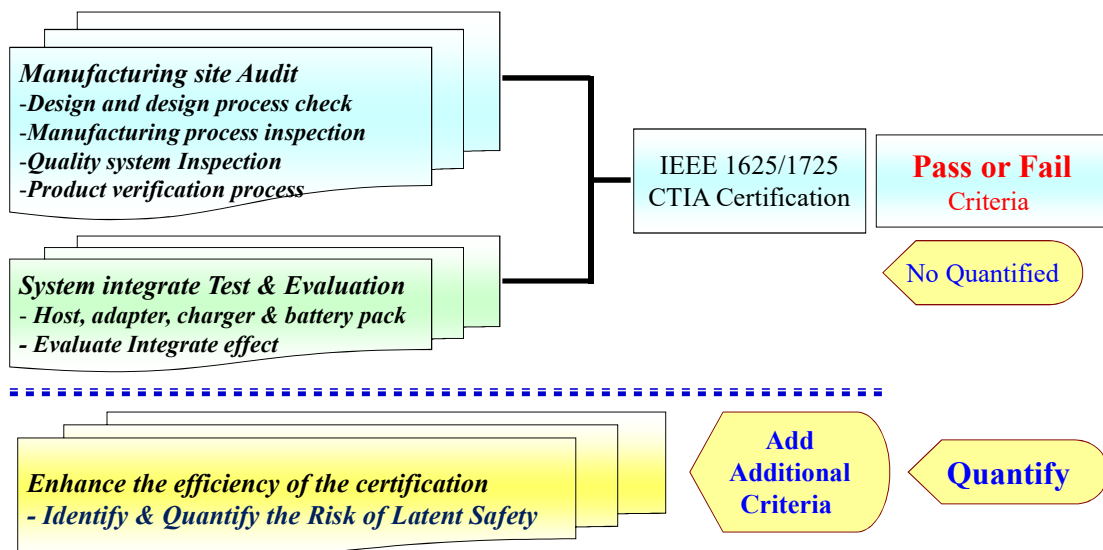 Manufacturing site Audit
-Design and design process check
-Manufacturing process inspection
-Quality system Inspection
-Product verification process
IEEE 1625/1725
CTIA Certification
Pass or Fail
Criteria
No Quantified
System integrate Test & Evaluation
- Host, adapter, charger & battery pack
- Evaluate Integrate effect
Enhance the efficiency of the certification
- Identify & Quantify the Risk of Latent Safety
Add
Additional
Criteria
Quantify